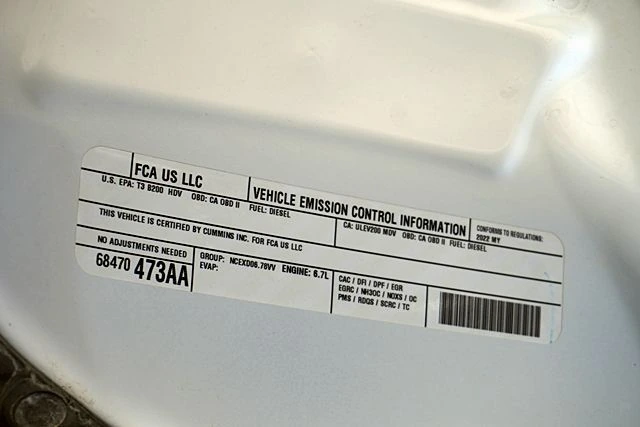 FCA US LLC
VEHICLE EMISSION CONTROL INFORMATION
CONFORMS TO REGULATIONS:
2022 MY
U.S. EPA: T3 B200 HDV OBD: CA OBD II FUEL: DIESEL
CA: ULEV200 MDV OBD: CA OBD II FUEL: DIESEL
THIS VEHICLE IS CERTIFIED BY CUMMINS INC. FOR FCA US LLC
NO ADJUSTMENTS NEEDED
68470 473AA
GROUP: NCEXD06.78VV ENGINE: 6.7L
EVAP:
CAC / DFI / DPF / EGR
EGRC / NH3OC / NOXS / OC
PMS / RDQS / SCRC / TC